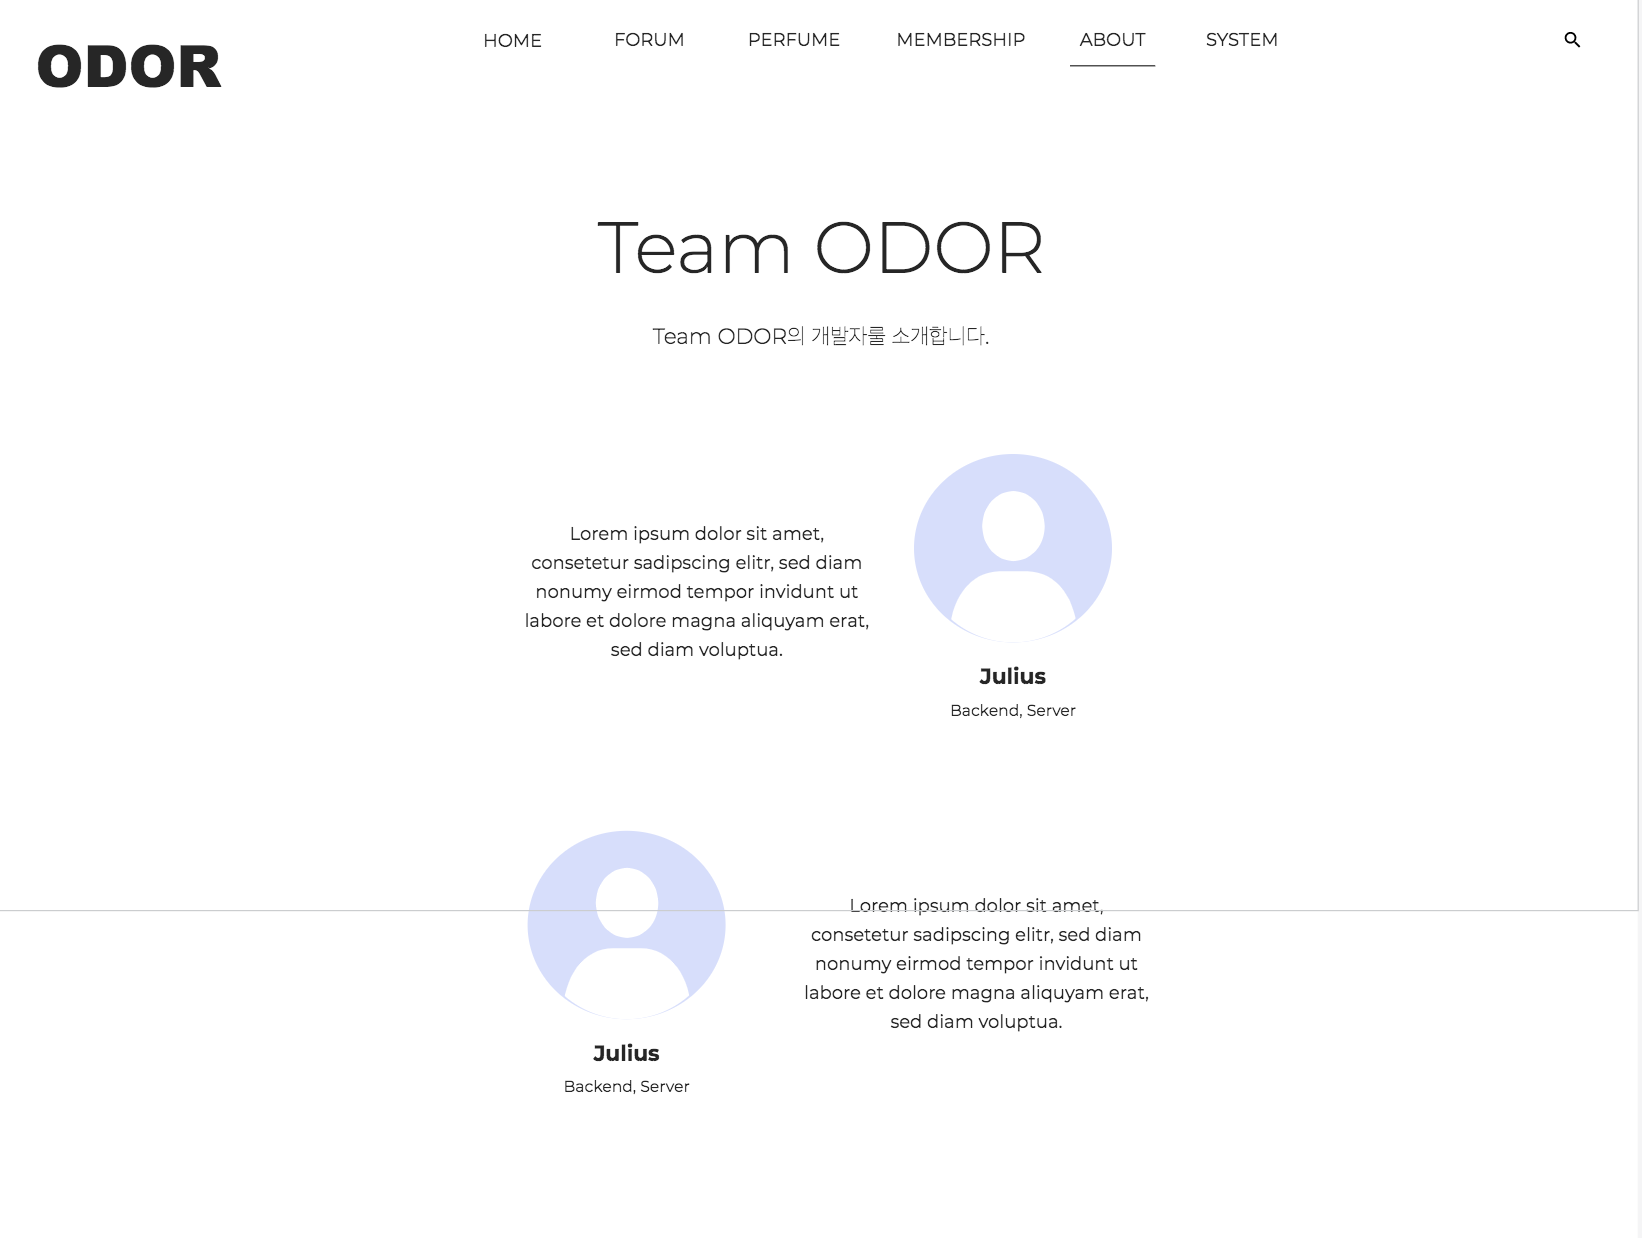 ODOR
HOME FORUM PERFUME MEMBERSHIP ABOUT SYSTEM
Team ODOR
Team ODOR의 개발자룰 소개합니다.
Lorem ipsum dolor sit amet,
consetetur sadipscing elitr, sed diam
nonumy eirmod tempor invidunt ut
labore et dolore magna aliquyam erat,
sed diam voluptua.
Julius
Backend, Server
Julius
Backend, Server
Lorem ipsum dolor sit amet,
consetetur sadipscing elitr, sed diam
nonumy eirmod tempor invidunt ut
labore et dolore magna aliquyam erat,
sed diam voluptua.